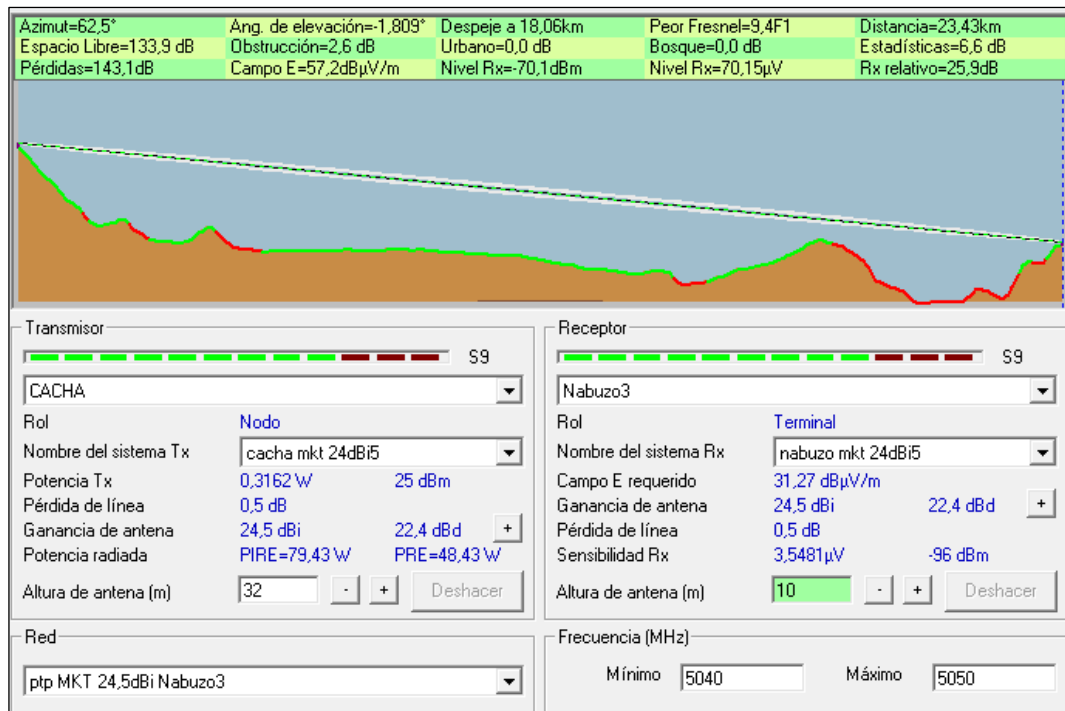 Azimut=62,5° Ang. de elevación=-1,809° Despeje a 18,06km Peor Fresnel=9,4F1 Distancia=23,43km
Espacio Libre=133,9 dB Obstrucción=2,6 dB Urbano=0,0 dB Bosque=0,0 dB Estadísticas=6,6 dB
Pérdidas=143,1dB Campo E=57,2dBµV/m Nivel Rx=-70,1dBm Nivel Rx=70,15µV Rx relativo=25,9dB
Transmisor
S9
CACHA
Rol Nodo
Nombre del sistema Tx cacha mkt 24dBi5
Potencia Tx 0,3162 W 25 dBm
Pérdida de línea 0,5 dB
Ganancia de antena 24,5 dBi 22,4 dBd +
Potencia radiada PIRE=79,43 W PRE=48,43 W
Altura de antena (m) 32 - + Deshacer
Red
ptp MKT 24,5dBi Nabuzo3
Receptor
S9
Nabuzo3
Rol Terminal
Nombre del sistema Rx nabuzo mkt 24dBi5
Campo E requerido 31,27 dBµV/m
Ganancia de antena 24,5 dBi 22,4 dBd +
Pérdida de línea 0,5 dB
Sensibilidad Rx 3,5481µV -96 dBm
Altura de antena (m) 10 - + Deshacer
Frecuencia (MHz)
Mínimo 5040 Máximo 5050